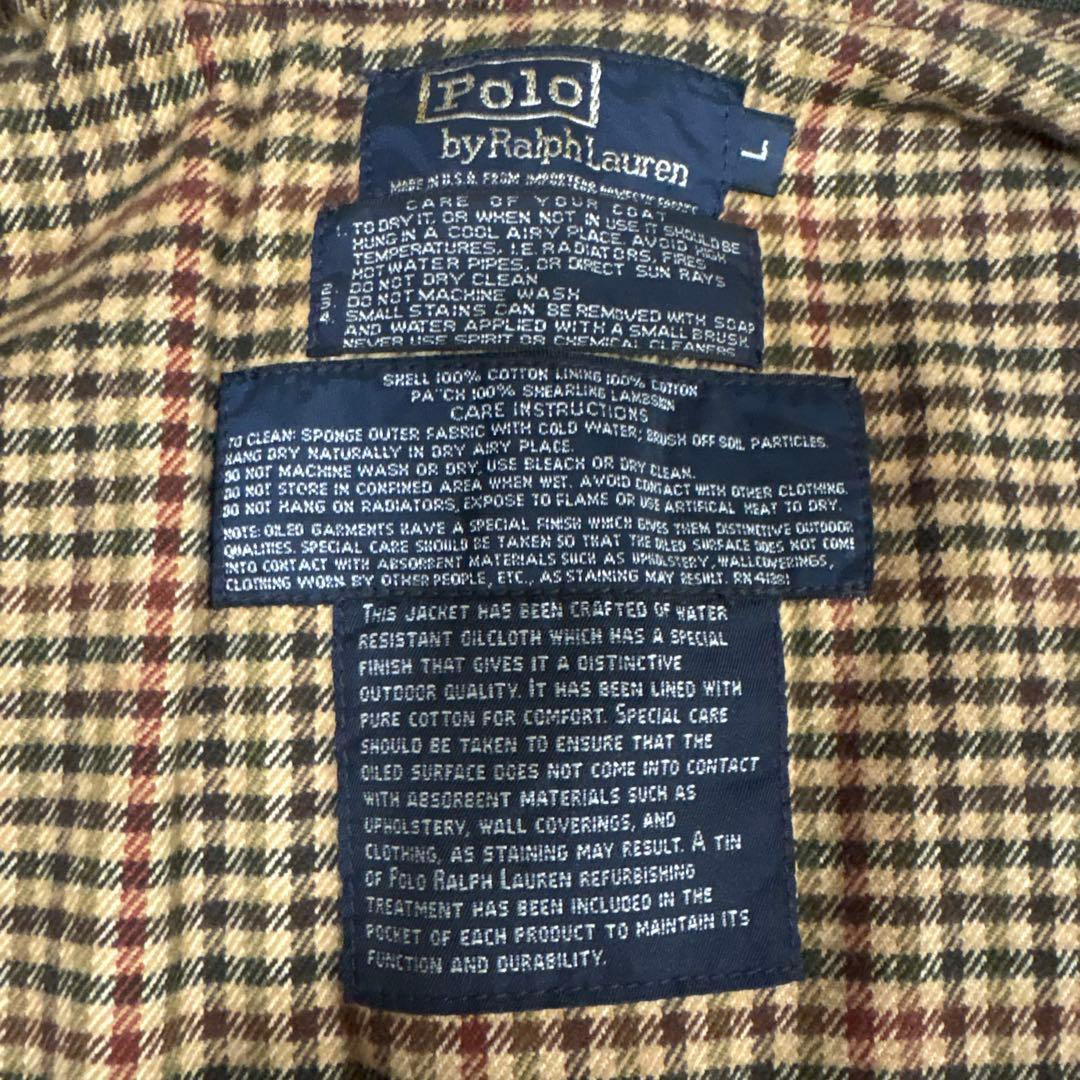 Polo
by Ralph Lauren
L
MADE IN U.S.A. FROM IMPORTED & DOMESTIC FABRICS
CARE OF YOUR COAT
1. TO DRY IT, OR WHEN NOT IN USE IT SHOULD BE
HUNG IN A COOL AIRY PLACE. AVOID HIGH
TEMPERATURES. I.E. RADIATORS, FIRES,
HOT WATER PIPES, OR DIRECT SUN RAYS
2. DO NOT DRY CLEAN
3. DO NOT MACHINE WASH
4. SMALL STAINS CAN BE REMOVED WITH SOAP
AND WATER APPLIED WITH A SMALL BRUSH
NEVER USE SPIRIT OR CHEMICAL CLEANERS
SHELL 100% COTTON LINING 100% COTTON
PATCH 100% SHEARLING LAMBSKIN
CARE INSTRUCTIONS
TO CLEAN: SPONGE OUTER FABRIC WITH COLD WATER; BRUSH OFF SOIL PARTICLES.
HANG DRY NATURALLY IN DRY AIRY PLACE.
DO NOT MACHINE WASH OR DRY, USE BLEACH OR DRY CLEAN.
DO NOT STORE IN CONFINED AREA WHEN WET. AVOID CONTACT WITH OTHER CLOTHING.
DO NOT HANG ON RADIATORS, EXPOSE TO FLAME OR USE ARTIFICAL HEAT TO DRY.
NOTE: OILED GARMENTS HAVE A SPECIAL FINISH WHICH GIVES THEM DISTINCTIVE OUTDOOR
QUALITIES. SPECIAL CARE SHOULD BE TAKEN SO THAT THE OILED SURFACE DOES NOT COME
INTO CONTACT WITH ABSORBENT MATERIALS SUCH AS UPHOLSTERY, WALLCOVERINGS,
CLOTHING WORN BY OTHER PEOPLE, ETC., AS STAINING MAY RESULT. RN 41381
THIS JACKET HAS BEEN CRAFTED OF WATER
RESISTANT OILCLOTH WHICH HAS A SPECIAL
FINISH THAT GIVES IT A DISTINCTIVE
OUTDOOR QUALITY. IT HAS BEEN LINED WITH
PURE COTTON FOR COMFORT. SPECIAL CARE
SHOULD BE TAKEN TO ENSURE THAT THE
OILED SURFACE DOES NOT COME INTO CONTACT
WITH ABSORBENT MATERIALS SUCH AS
UPHOLSTERY, WALL COVERINGS, AND
CLOTHING, AS STAINING MAY RESULT. A TIN
OF POLO RALPH LAUREN REFURBISHING
TREATMENT HAS BEEN INCLUDED IN THE
POCKET OF EACH PRODUCT TO MAINTAIN ITS
FUNCTION AND DURABILITY.